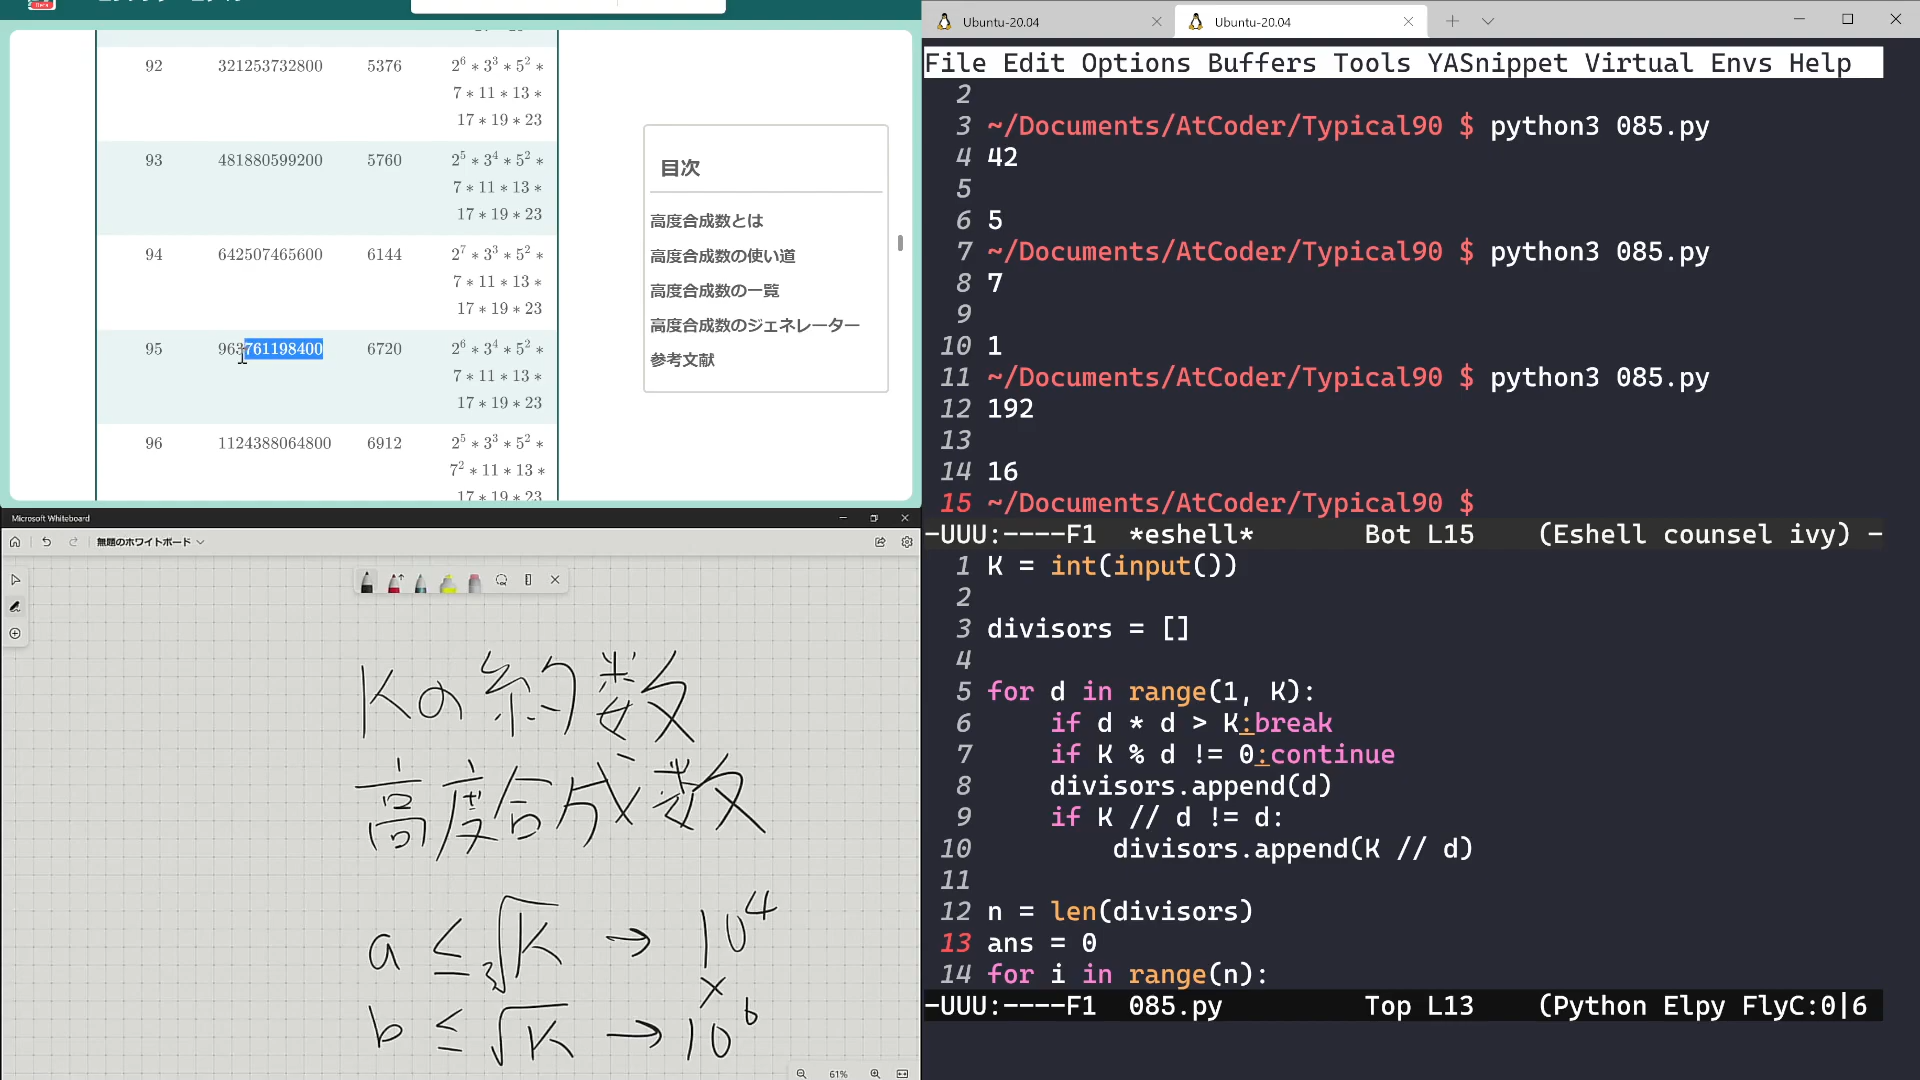 92 321253732800 5376 2^6 * 3^3 * 5^2 *
7 * 11 * 13 *
17 * 19 * 23
93 481880599200 5760 2^5 * 3^4 * 5^2 *
7 * 11 * 13 *
17 * 19 * 23
94 642507465600 6144 2^7 * 3^3 * 5^2 *
7 * 11 * 13 *
17 * 19 * 23
95 963761198400 6720 2^6 * 3^4 * 5^2 *
7 * 11 * 13 *
17 * 19 * 23
96 1124388064800 6912 2^5 * 3^3 * 5^2 *
7^2 * 11 * 13 *
17 * 19 * 23
目次
高度合成数とは
高度合成数の使い道
高度合成数の一覧
高度合成数のジェネレーター
参考文献
Microsoft Whiteboard
無題のホワイトボード
Kの約数
高度合成数
a ≤ ∛K → 10^4
×
b ≤ √K → 10^6
61%
Ubuntu-20.04
Ubuntu-20.04
File Edit Options Buffers Tools YASnippet Virtual Envs Help
2
3 ~/Documents/AtCoder/Typical90 $ python3 085.py
4 42
5
6 5
7 ~/Documents/AtCoder/Typical90 $ python3 085.py
8 7
9
10 1
11 ~/Documents/AtCoder/Typical90 $ python3 085.py
12 192
13
14 16
15 ~/Documents/AtCoder/Typical90 $
-UUU:----F1 *eshell* Bot L15 (Eshell counsel ivy) -
1 K = int(input())
2
3 divisors = []
4
5 for d in range(1, K):
6 if d * d > K:break
7 if K % d != 0:continue
8 divisors.append(d)
9 if K // d != d:
10 divisors.append(K // d)
11
12 n = len(divisors)
13 ans = 0
14 for i in range(n):
-UUU:----F1 085.py Top L13 (Python Elpy FlyC:0|6